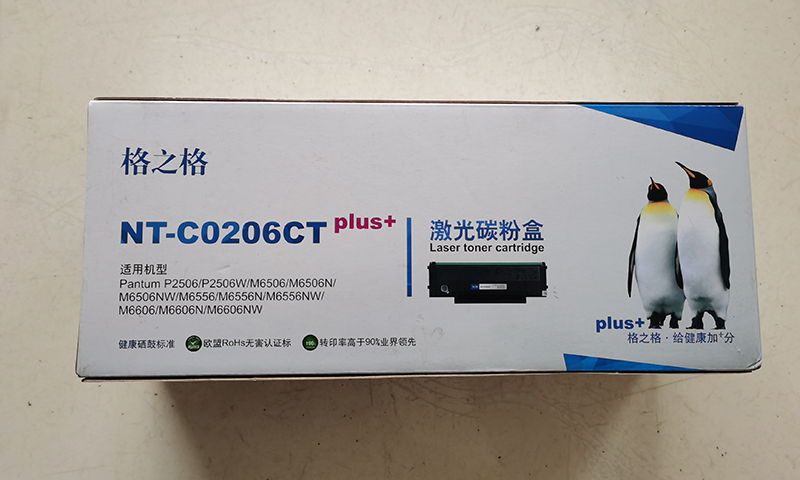 格之格
NT-C0206CT plus+
激光碳粉盒
Laser toner cartridge
适用机型
Pantum P2506/P2506W/M6506/M6506N/
M6506NW/M6556/M6556N/M6556NW/
M6606/M6606N/M6606NW
plus+
格之格·给健康加+分
健康硒鼓标准
欧盟RoHs无害认证标
转印率高于90%业界领先